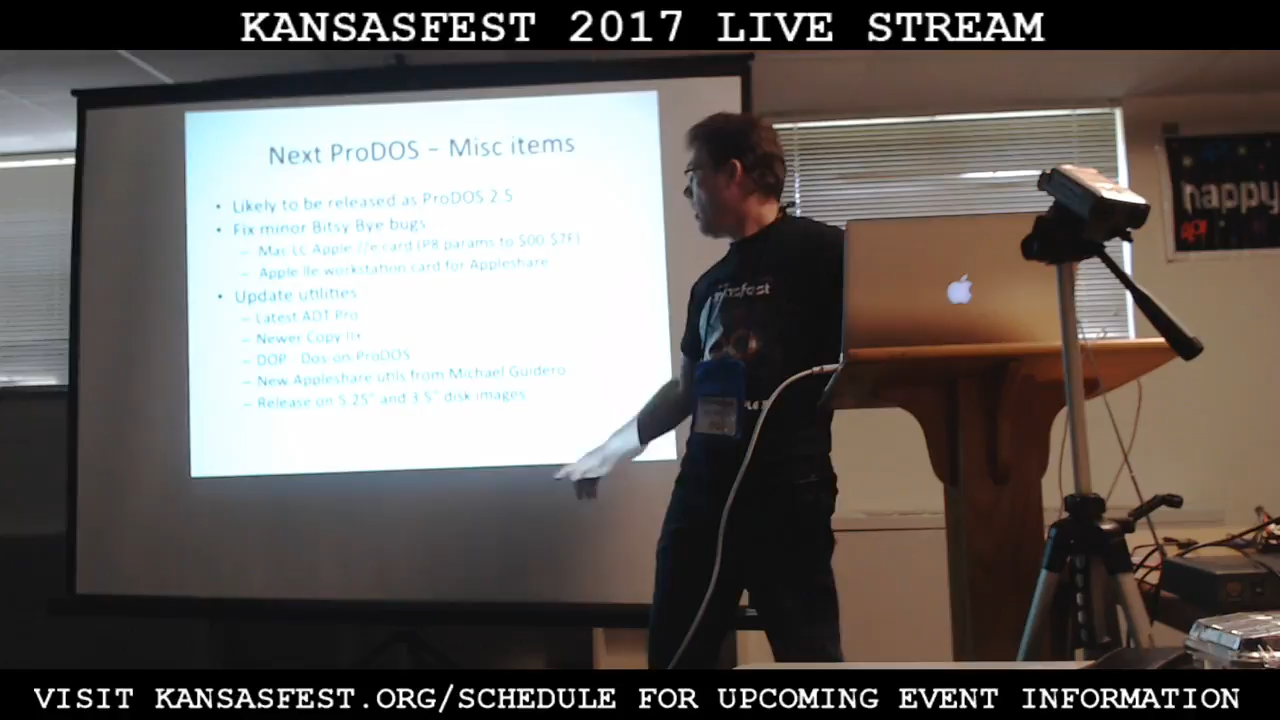 KANSASFEST 2017 LIVE STREAM
Next ProDOS – Misc items
• Likely to be released as ProDOS 2.5
• Fix minor Bitsy Bye bugs
– Mac LC Apple //e card (P8 params to $00-$7F)
– Apple IIe workstation card for Appleshare
• Update utilities
– Latest ADT Pro
– Newer Copy II+
– DOP - Dos on ProDOS
– New Appleshare utils from Michael Guidero
– Release on 5.25" and 3.5" disk images
happy
VISIT KANSASFEST.ORG/SCHEDULE FOR UPCOMING EVENT INFORMATION